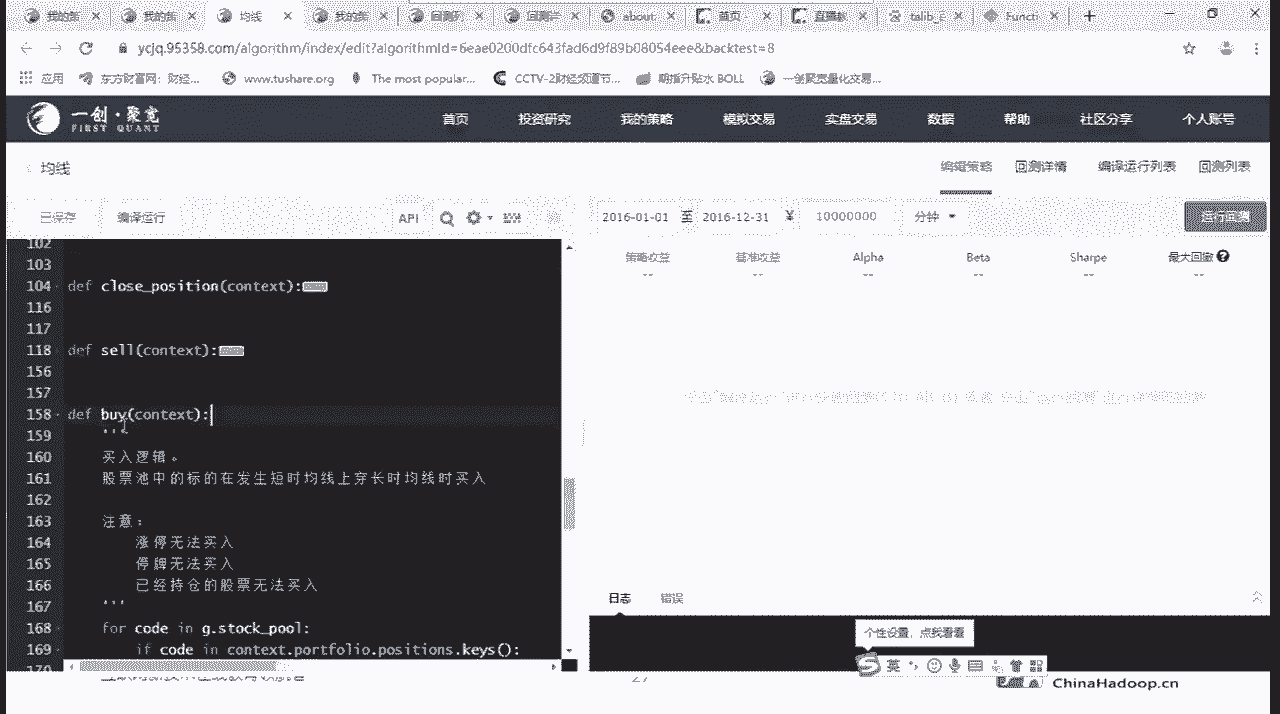 我的策 我的策 均线 我的策 回测列 回测详 about: 首页 直播 talib_ Functi
ycjq.95358.com/algorithm/index/edit?algorithmId=6eae0200dfc643fad6d9f89b08054eee&backtest=8
应用 东方财富网：财经... www.tushare.org The most popular... CCTV-2财经频道节... 期指升贴水 BOLL 一创聚宽量化交易...
一创·聚宽
FIRST QUANT
首页 投资研究 我的策略 模拟交易 实盘交易 数据 帮助 社区分享 个人账号
均线 编辑策略 回测详情 编译运行列表 回测列表
已保存 编译运行 API 2016-01-01 至 2016-12-31 ¥ 10000000 分钟 运行回测
策略收益 基准收益 Alpha Beta Sharpe 最大回撤
-- -- -- -- -- --
102
103
104 def close_position(context):
116
117
118 def sell(context):
156
157
158 def buy(context):
159 '''
160 买入逻辑。
161 股票池中的标的在发生短时均线上穿长时均线时买入
162
163 注意：
164 涨停无法买入
165 停牌无法买入
166 已经持仓的股票无法买入
167 '''
168 for code in g.stock_pool:
169 if code in context.portfolio.positions.keys():
170
日志 错误
个性设置，点我看看
英
27
ChinaHadoop.cn